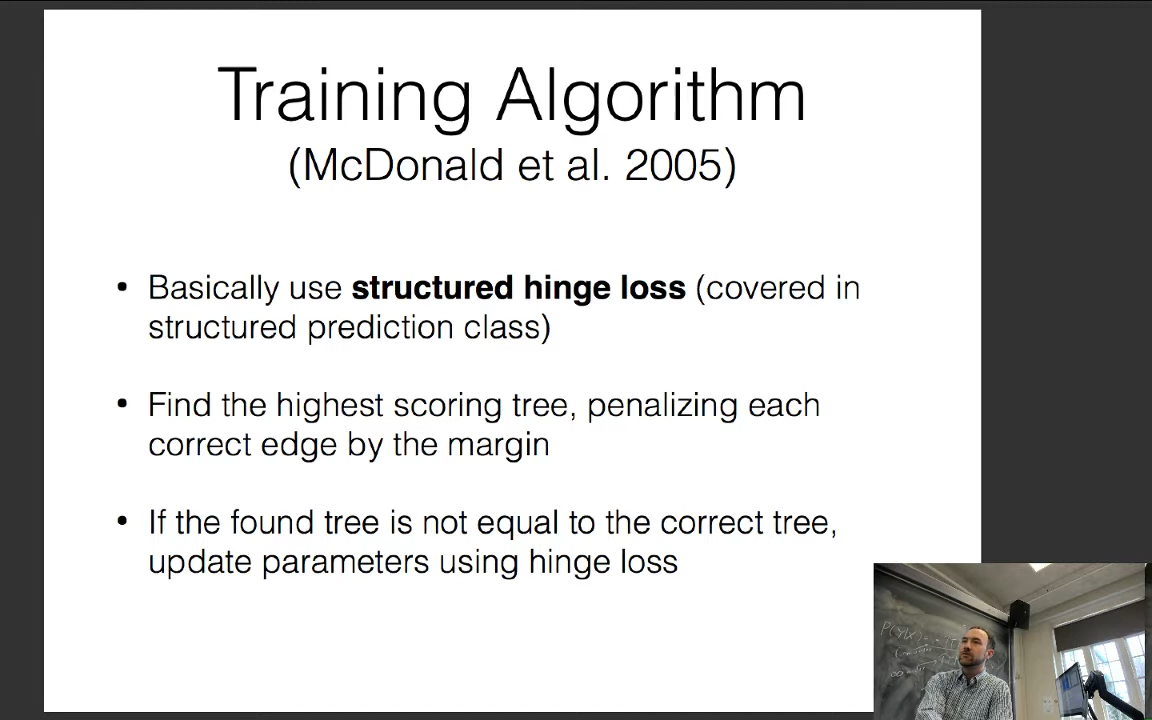 Training Algorithm
(McDonald et al. 2005)
• Basically use structured hinge loss (covered in
structured prediction class)
• Find the highest scoring tree, penalizing each
correct edge by the margin
• If the found tree is not equal to the correct tree,
update parameters using hinge loss
P(Y|X)